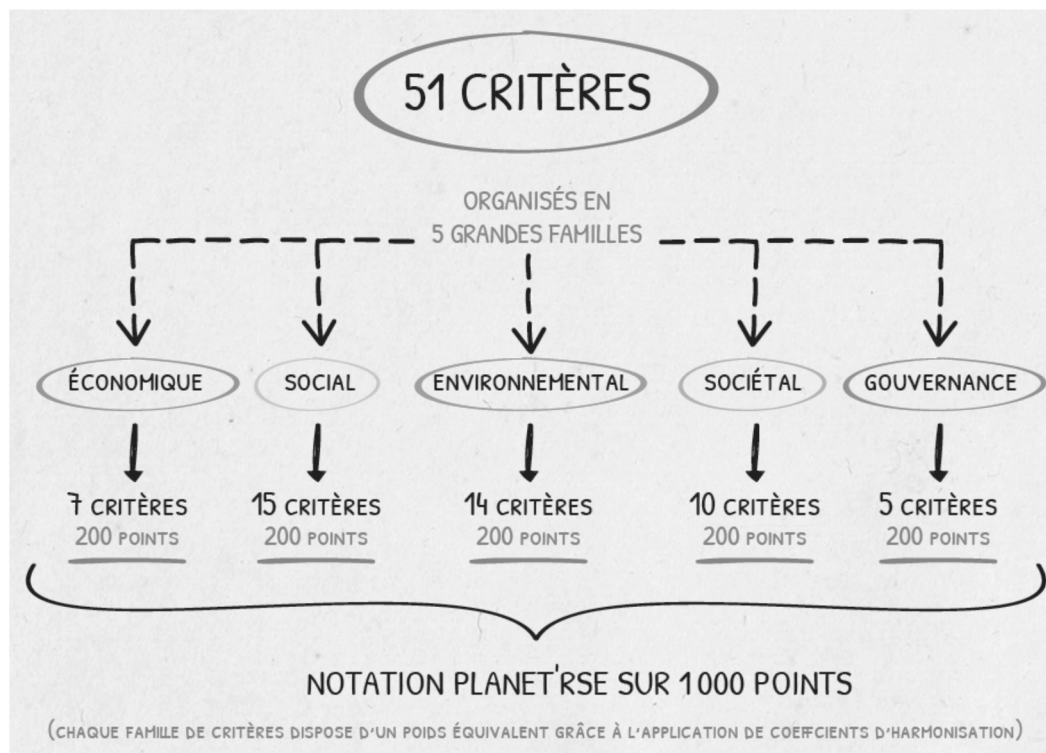 51 CRITÈRES
ORGANISÉS EN
5 GRANDES FAMILLES
ÉCONOMIQUE
SOCIAL
ENVIRONNEMENTAL
SOCIÉTAL
GOUVERNANCE
7 CRITÈRES
200 POINTS
15 CRITÈRES
200 POINTS
14 CRITÈRES
200 POINTS
10 CRITÈRES
200 POINTS
5 CRITÈRES
200 POINTS
NOTATION PLANET'RSE SUR 1000 POINTS
(CHAQUE FAMILLE DE CRITÈRES DISPOSE D'UN POIDS ÉQUIVALENT GRÂCE À L'APPLICATION DE COEFFCIENTS D'HARMONISATION)